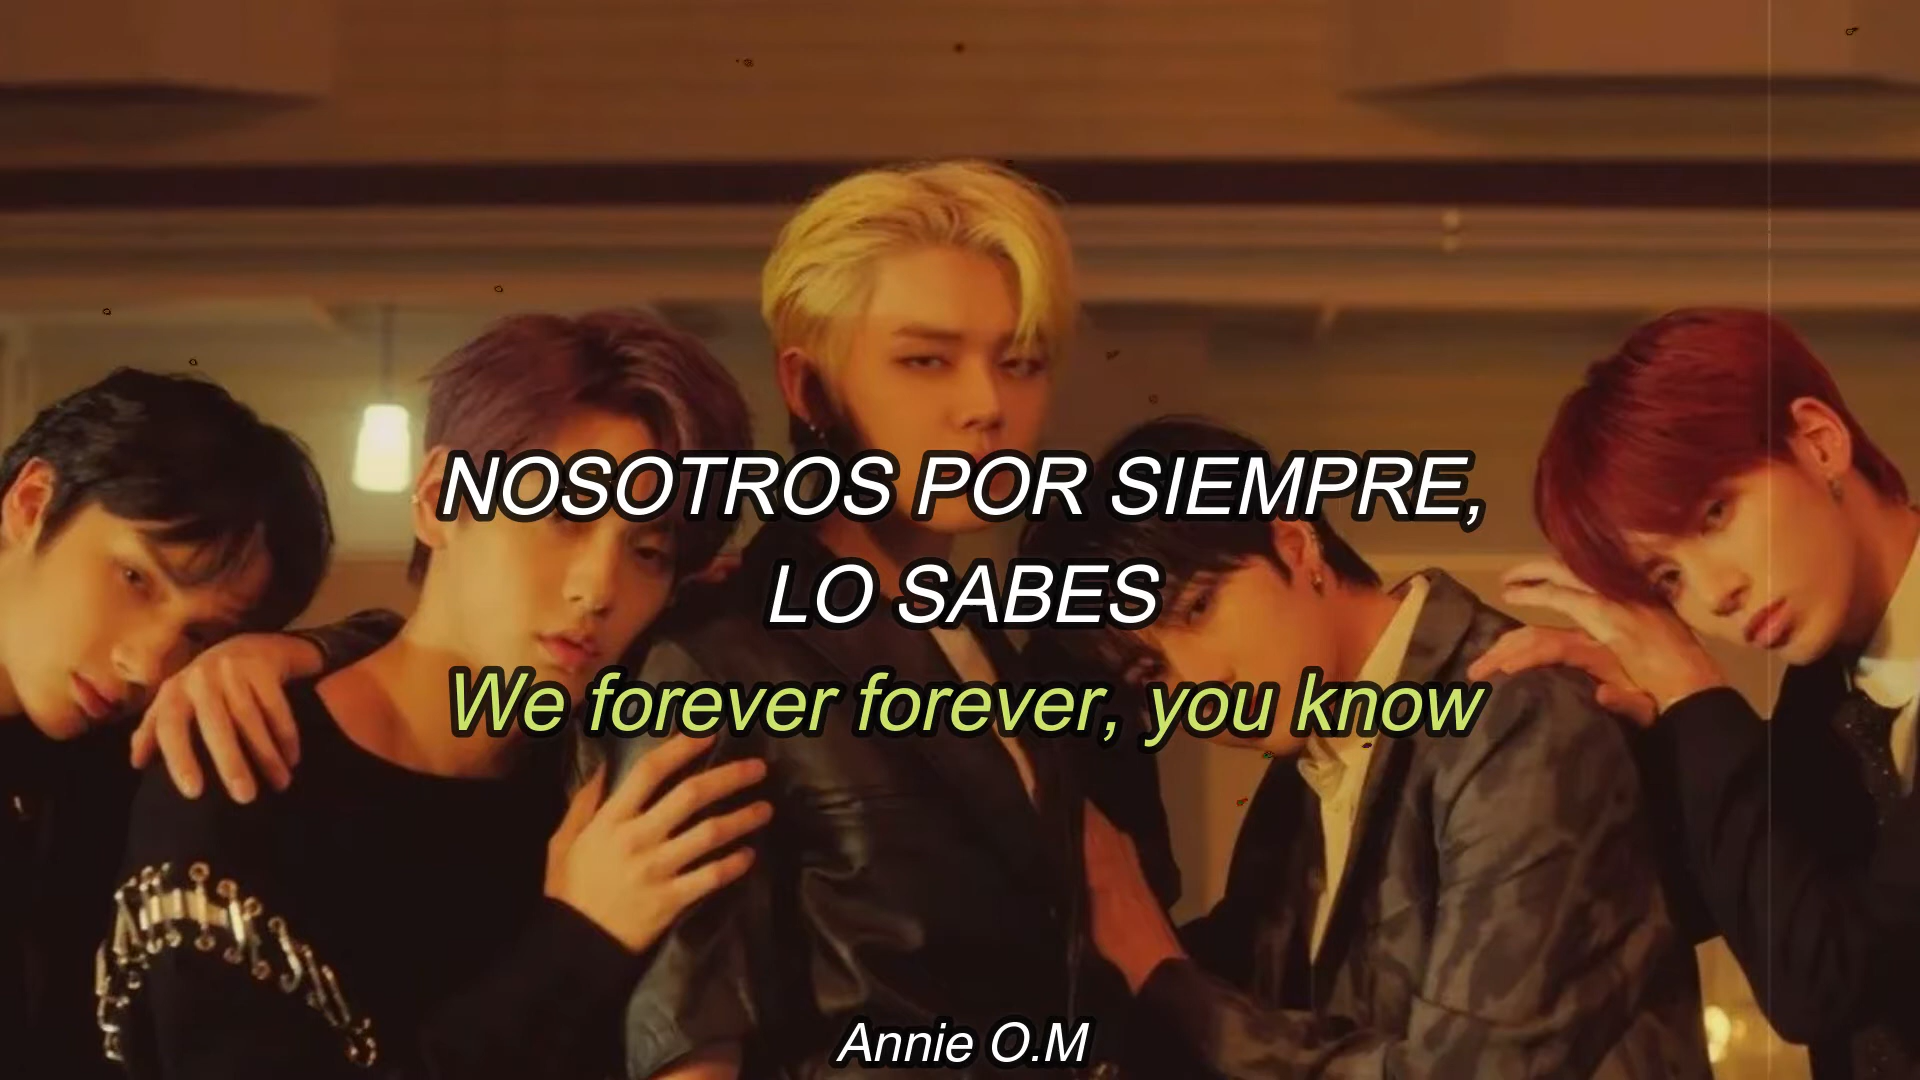 NOSOTROS POR SIEMPRE,
LO SABES
We forever forever, you know
Annie O.M